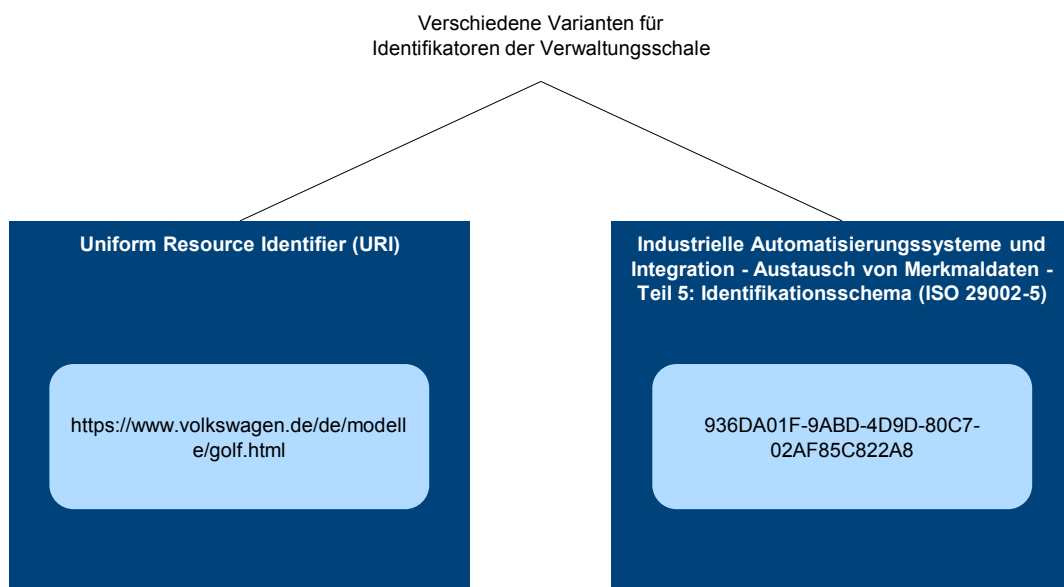 Verschiedene Varianten für
Identifikatoren der Verwaltungsschale
Uniform Resource Identifier (URI)
https://www.volkswagen.de/de/modell
e/golf.html
Industrielle Automatisierungssysteme und
Integration - Austausch von Merkmaldaten -
Teil 5: Identifikationsschema (ISO 29002-5)
936DA01F-9ABD-4D9D-80C7-
02AF85C822A8